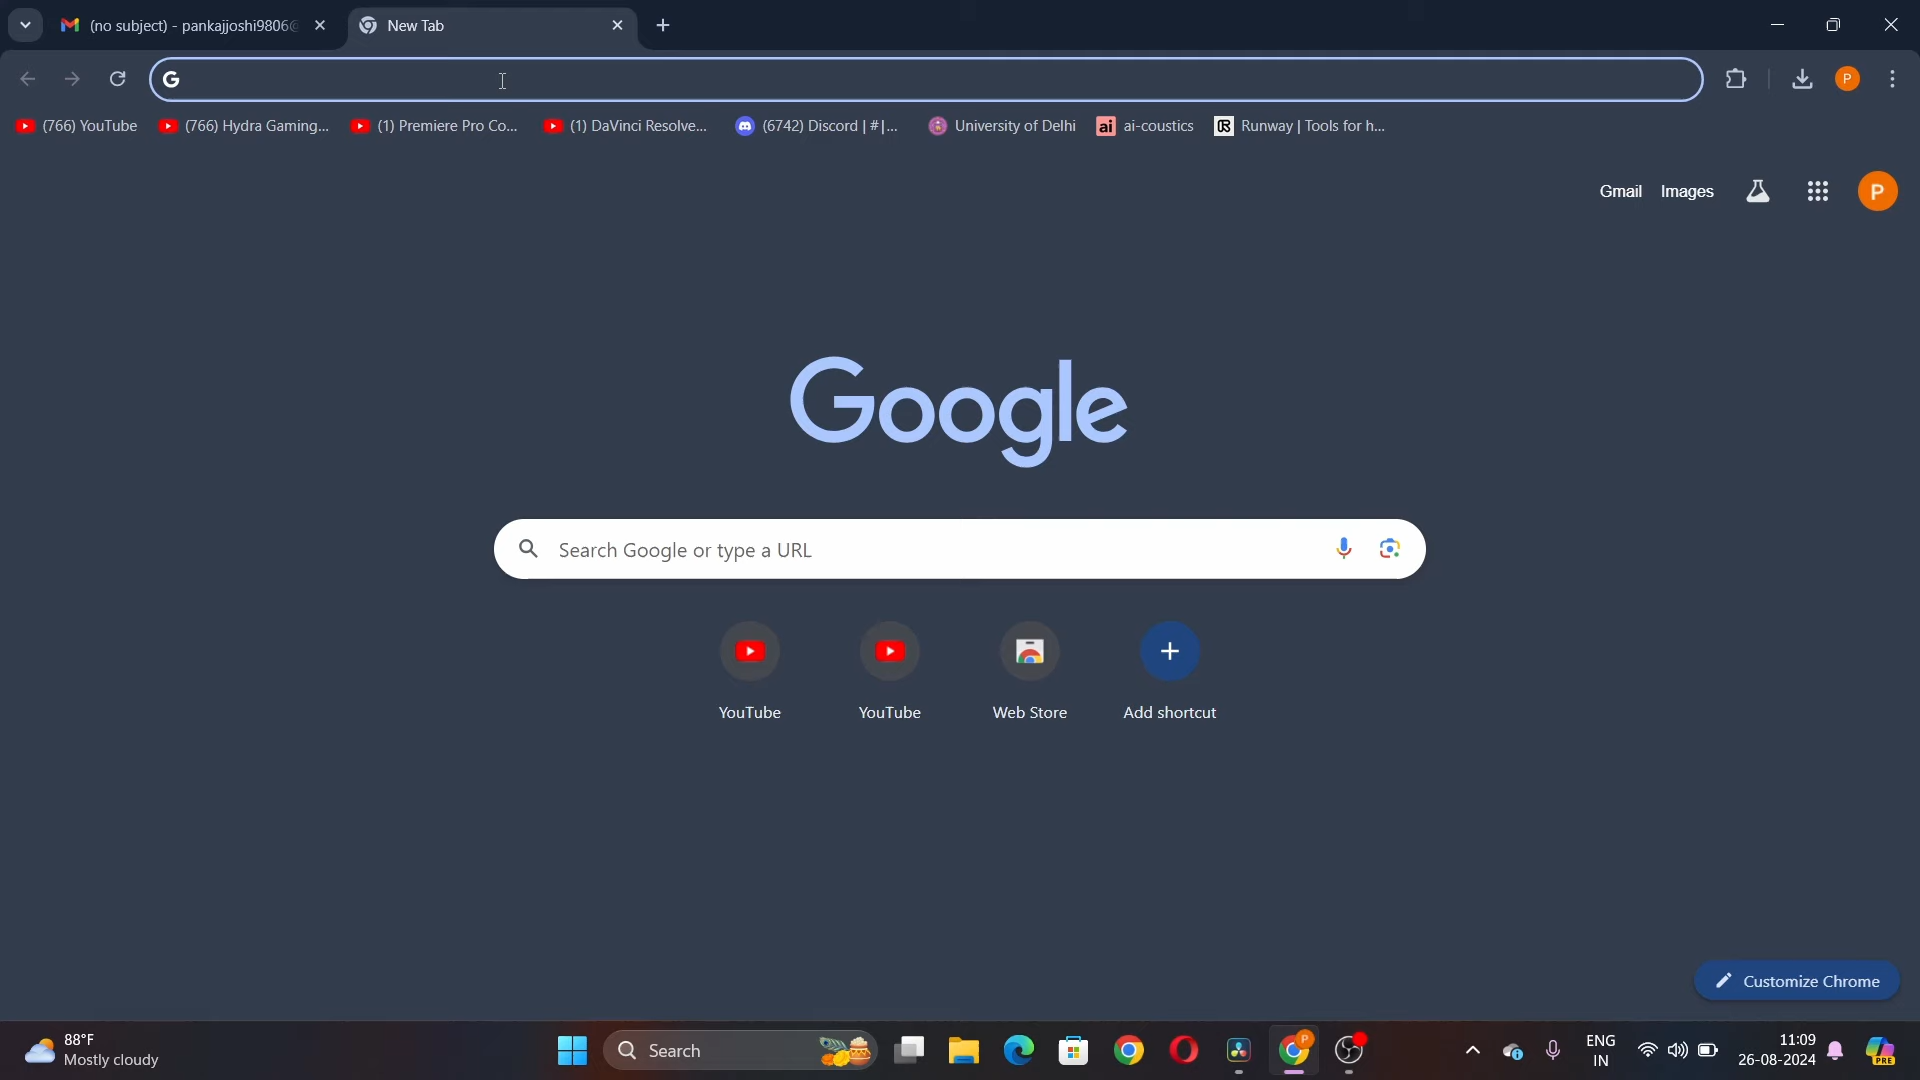 (no subject) - pankajjoshi9806@
New Tab
(766) YouTube
(766) Hydra Gaming...
(1) Premiere Pro Co...
(1) DaVinci Resolve...
(6742) Discord | #|...
University of Delhi
ai ai-coustics
Runway | Tools for h...
P
Gmail
Images
P
Google
Search Google or type a URL
YouTube
YouTube
Web Store
Add shortcut
Customize Chrome
88°F
Mostly cloudy
Search
P
ENG
IN
11:09
26-08-2024
PRE